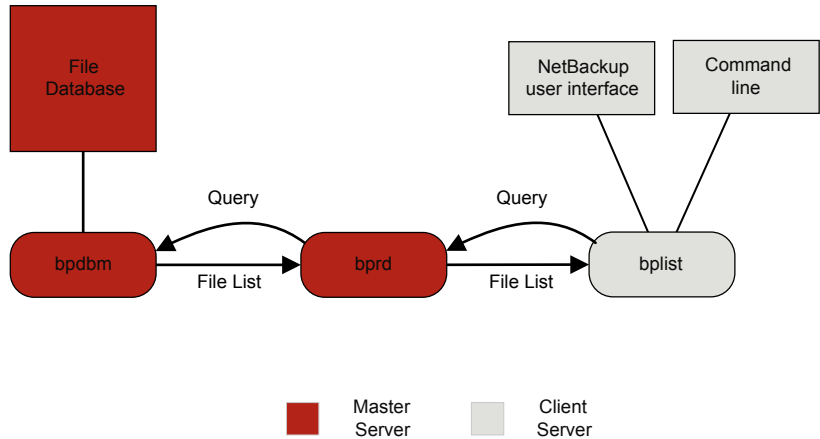 File
Database
NetBackup
user interface
Command
line
Query
Query
bpdbm
File List
bprd
File List
bplist
Master
Server
Client
Server